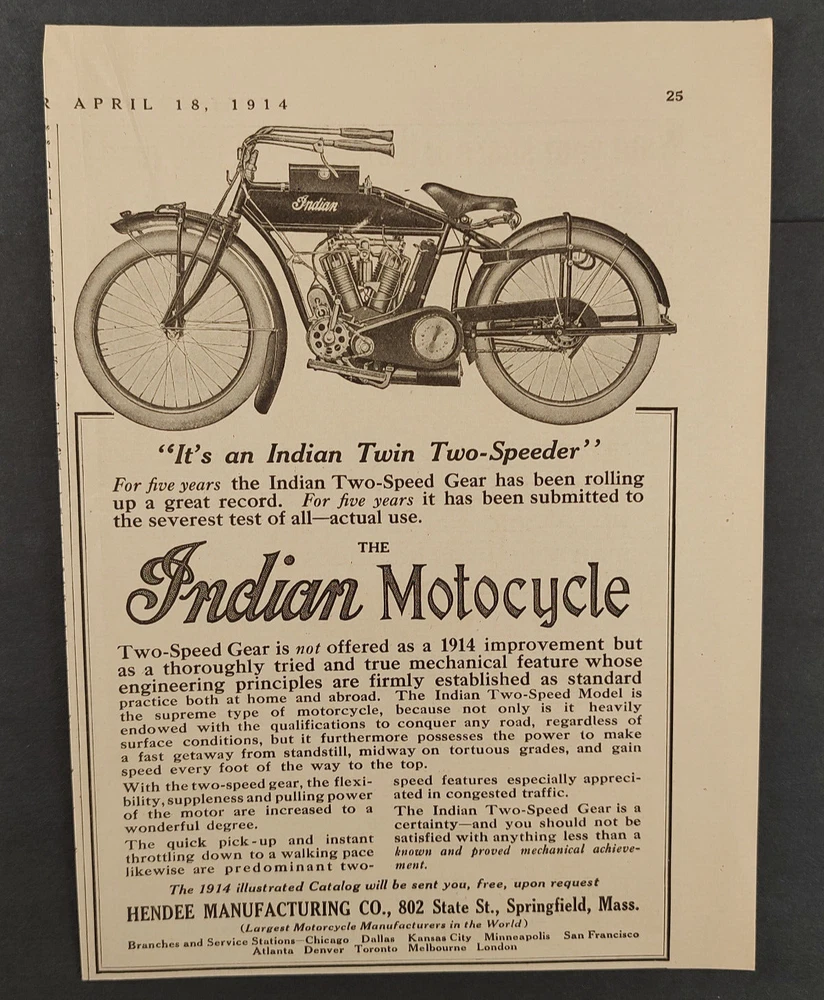 R APRIL 18, 1914
25
Indian
“It's an Indian Twin Two-Speeder”
For five years the Indian Two-Speed Gear has been rolling
up a great record. For five years it has been submitted to
the severest test of all—actual use.
THE
Indian Motocycle
Two-Speed Gear is not offered as a 1914 improvement but
as a thoroughly tried and true mechanical feature whose
engineering principles are firmly established as standard
practice both at home and abroad. The Indian Two-Speed Model is
the supreme type of motorcycle, because not only is it heavily
endowed with the qualifications to conquer any road, regardless of
surface conditions, but it furthermore possesses the power to make
a fast getaway from standstill, midway on tortuous grades, and gain
speed every foot of the way to the top.
With the two-speed gear, the flexi-
bility, suppleness and pulling power
of the motor are increased to a
wonderful degree.
The quick pick-up and instant
throttling down to a walking pace
likewise are predominant two-
speed features especially appreci-
ated in congested traffic.
The Indian Two-Speed Gear is a
certainty—and you should not be
satisfied with anything less than a
known and proved mechanical achieve-
ment.
The 1914 illustrated Catalog will be sent you, free, upon request
HENDEE MANUFACTURING CO., 802 State St., Springfield, Mass.
(Largest Motorcycle Manufacturers in the World)
Branches and Service Stations—Chicago Dallas Kansas City Minneapolis San Francisco
Atlanta Denver Toronto Melbourne London